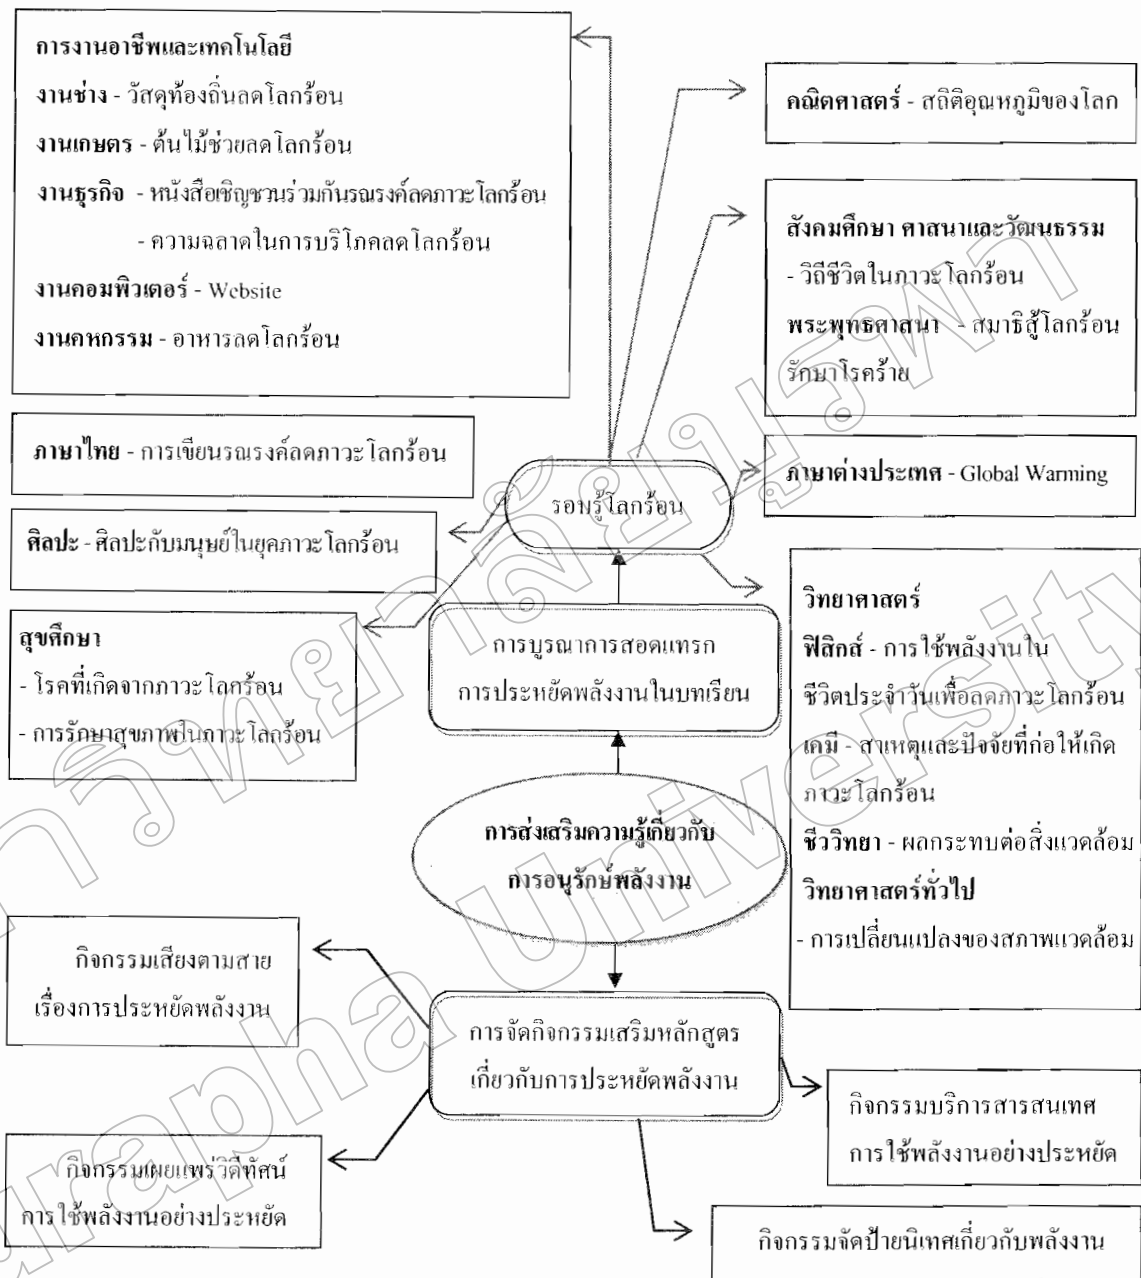 การงานอาชีพและเทคโนโลยี
งานช่าง - วัสดุท้องถิ่นลดโลกร้อน
งานเกษตร - ต้นไม้ช่วยลดโลกร้อน
งานธุรกิจ - หนังสือเชิญชวนร่วมกันรณรงค์ลดภาวะโลกร้อน
- ความฉลาดในการบริโภคลดโลกร้อน
งานคอมพิวเตอร์ - Website
งานคหกรรม - อาหารลดโลกร้อน
คณิตศาสตร์ - สถิติอุณหภูมิของโลก
สังคมศึกษา ศาสนาและวัฒนธรรม
- วิถีชีวิตในภาวะโลกร้อน
พระพุทธศาสนา - สมาธิสู้โลกร้อน
รักษาโรคร้าย
ภาษาไทย - การเขียนรณรงค์ลดภาวะโลกร้อน
ภาษาต่างประเทศ - Global Warming
รอบรู้โลกร้อน
ศิลปะ - ศิลปะกับมนุษย์ในยุคภาวะโลกร้อน
สุขศึกษา
- โรคที่เกิดจากภาวะโลกร้อน
- การรักษาสุขภาพในภาวะโลกร้อน
การบูรณาการสอดแทรก
การประหยัดพลังงานในบทเรียน
วิทยาศาสตร์
ฟิสิกส์ - การใช้พลังงานใน
ชีวิตประจำวันเพื่อลดภาวะโลกร้อน
เคมี - สาเหตุและปัจจัยที่ก่อให้เกิด
ภาวะโลกร้อน
ชีววิทยา - ผลกระทบต่อสิ่งแวดล้อม
วิทยาศาสตร์ทั่วไป
- การเปลี่ยนแปลงของสภาพแวดล้อม
การส่งเสริมความรู้เกี่ยวกับ
การอนุรักษ์พลังงาน
กิจกรรมเสียงตามสาย
เรื่องการประหยัดพลังงาน
การจัดกิจกรรมเสริมหลักสูตร
เกี่ยวกับการประหยัดพลังงาน
กิจกรรมบริการสารสนเทศ
การใช้พลังงานอย่างประหยัด
กิจกรรมเผยแพร่วิดีทัศน์
การใช้พลังงานอย่างประหยัด
กิจกรรมจัดป้ายนิเทศเกี่ยวกับพลังงาน
วิทยาลัยบูรพา
urapha University